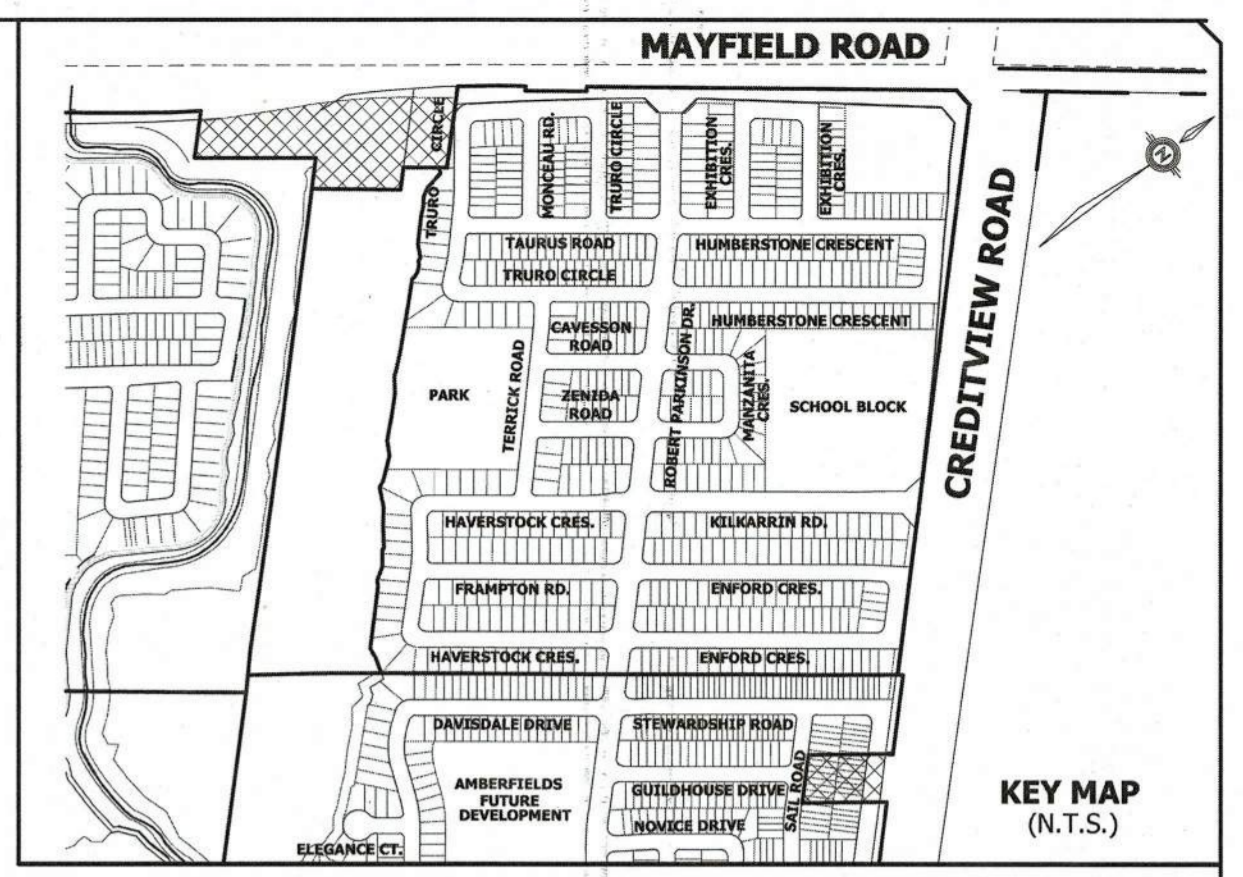 MAYFIELD ROAD
CIRCLE
TRURO
MONCEAU RD.
TRURO CIRCLE
EXHIBITION
CRES.
EXHIBITION
CRES.
N
TAURUS ROAD
HUMBERSTONE CRESCENT
TRURO CIRCLE
CREDITVIEW ROAD
CAVESSON
ROAD
HUMBERSTONE CRESCENT
PARK
TERRICK ROAD
ZENIDA
ROAD
ROBERT PARKINSON DR.
MANZANITA
CRES.
SCHOOL BLOCK
HAVERSTOCK CRES.
KILKARRIN RD.
FRAMPTON RD.
ENFORD CRES.
HAVERSTOCK CRES.
ENFORD CRES.
DAVISDALE DRIVE
STEWARDSHIP ROAD
AMBERFIELDS
FUTURE
DEVELOPMENT
GUILDHOUSE DRIVE
SAIL ROAD
NOVICE DRIVE
ELEGANCE CT.
KEY MAP
(N.T.S.)